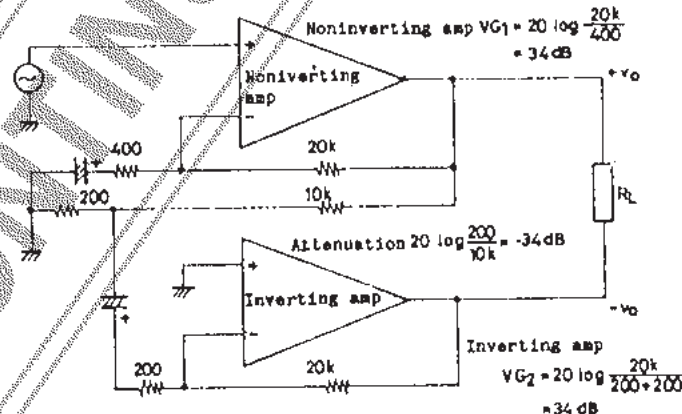 Noninverting amp VG1 = 20 log 20k/400
= 34dB
+
Noniverting
amp
−
+vo
+
400
20k
200
10k
RL
Attenuation 20 log 200/10k = -34dB
+
Inverting amp
−
+
-vo
200
20k
Inverting amp
VG2 = 20 log 20k/200+200
= 34 dB